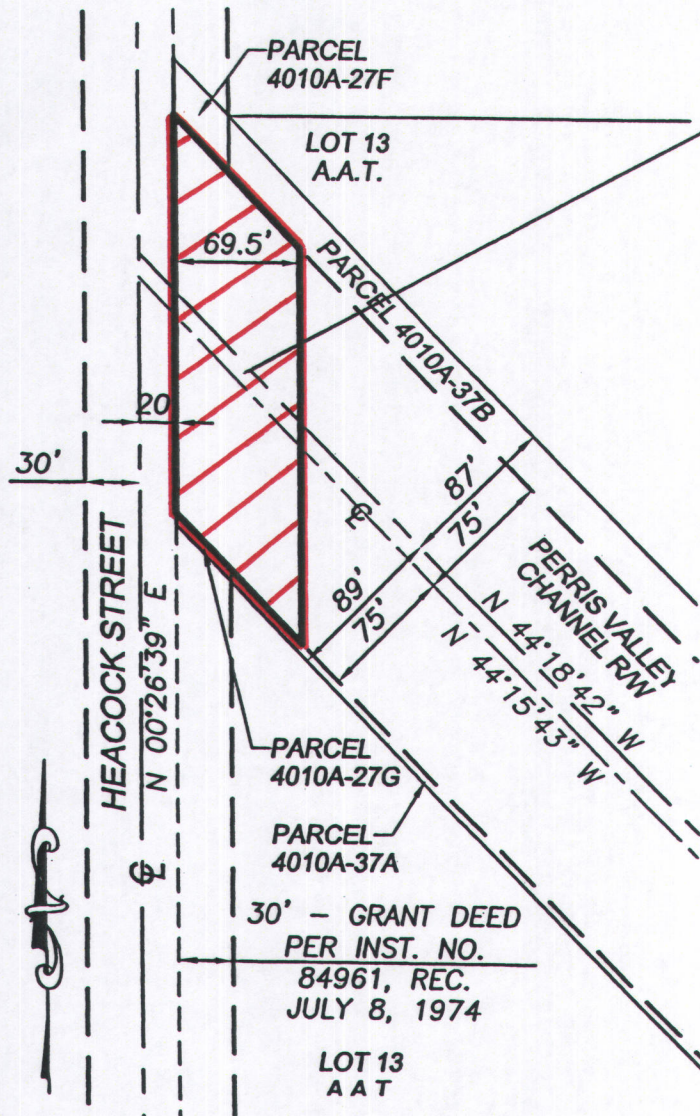 PARCEL
4010A-27F
LOT 13
A.A.T.
69.5'
PARCEL 4010A-37B
20'
30'
87'
75'
℄
89'
75'
PERRIS VALLEY
CHANNEL R/W
N 44°18'42" W
N 44°15'43" W
HEACOCK STREET
N 00°26'39" E
℄
PARCEL
4010A-27G
PARCEL
4010A-37A
30' - GRANT DEED
PER INST. NO.
84961, REC.
JULY 8, 1974
LOT 13
A A T